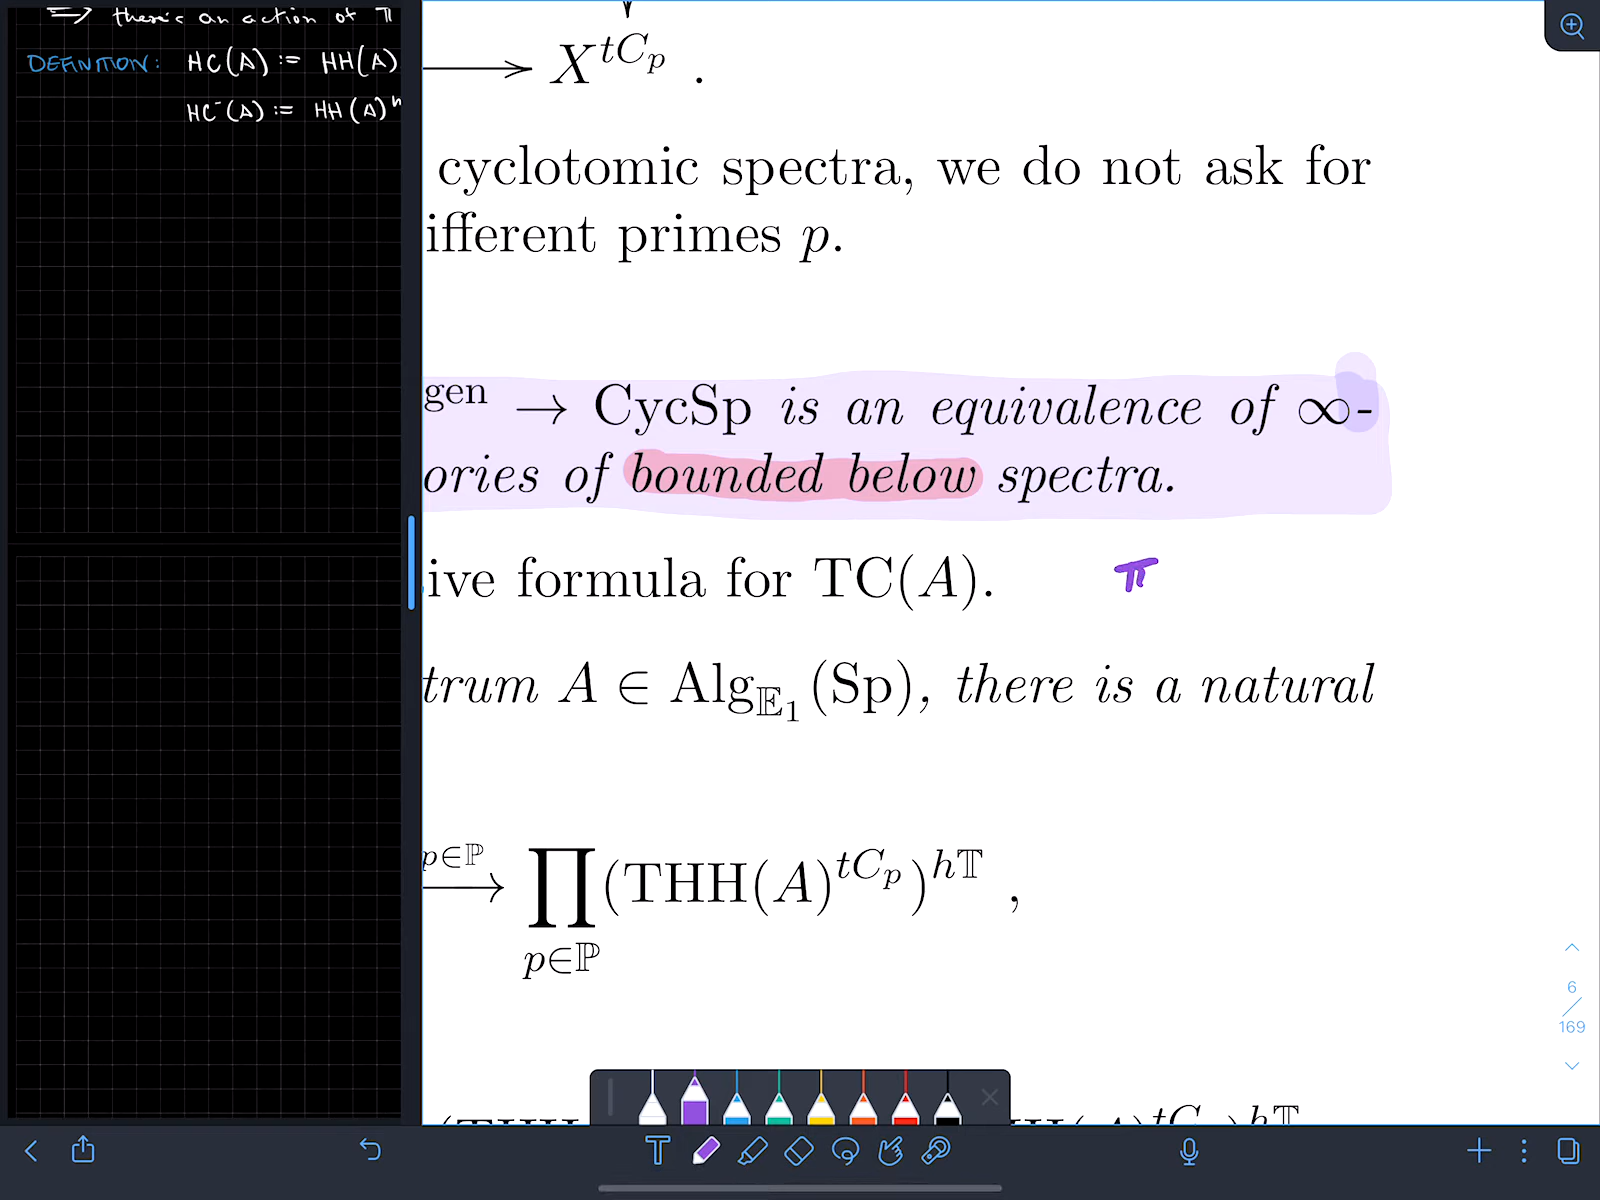 ⇒ there's an action of 𝕋
DEFINITION: HC(A) := HH(A)
HC⁻(A) := HH(A)^h
→ X^{tC_p} .
cyclotomic spectra, we do not ask for
ifferent primes p.
gen → CycSp is an equivalence of ∞-
ories of bounded below spectra.
ive formula for TC(A).
π
trum A ∈ Alg_{𝔼_1}(Sp), there is a natural
p∈ℙ → ∏_{p∈ℙ} (THH(A)^{tC_p})^{h𝕋} ,
6
/
169
T